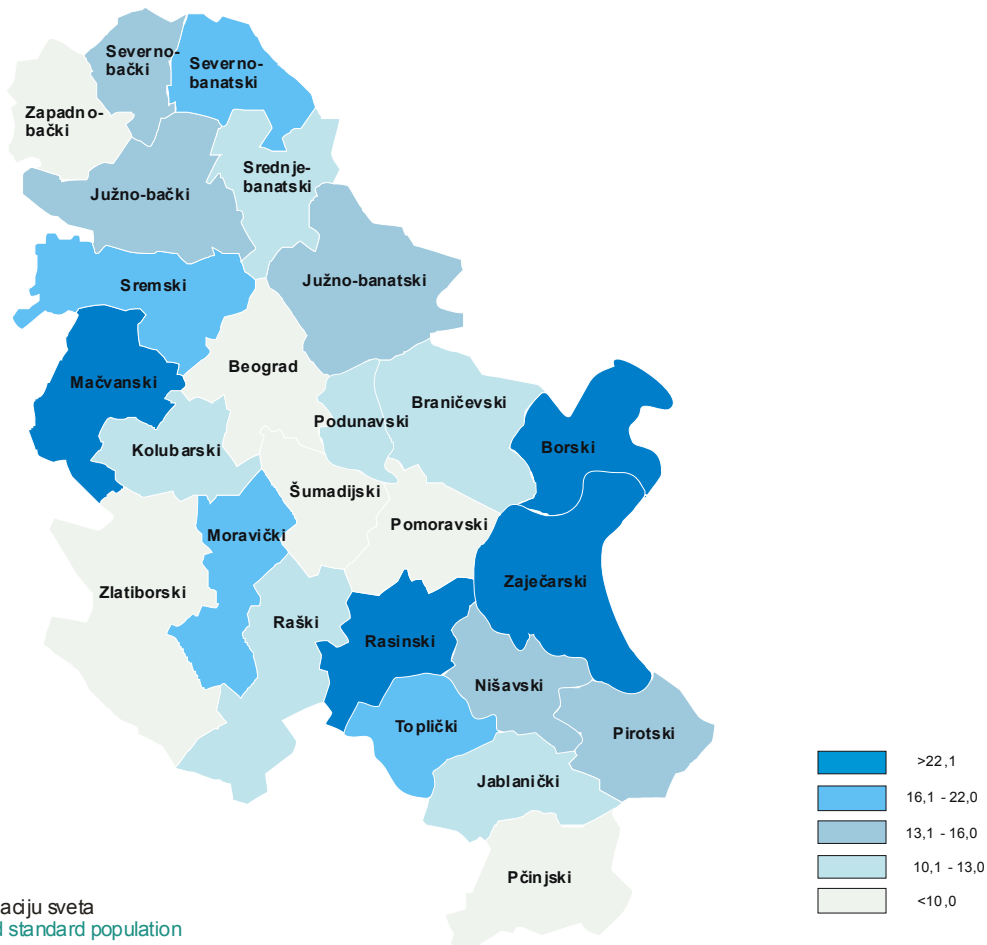 Severno-
bački
Severno-
banatski
Zapadno-
bački
Srednje-
banatski
Južno-bački
Južno-banatski
Sremski
Beograd
Mačvanski
Braničevski
Podunavski
Kolubarski
Borski
Šumadijski
Pomoravski
Moravički
Zaječarski
Zlatiborski
Raški
Rasinski
Nišavski
Toplički
Pirotski
Jablanički
Pčinjski
>22,1
16,1 - 22,0
13,1 - 16,0
10,1 - 13,0
<10,0
aciju sveta
d standard population